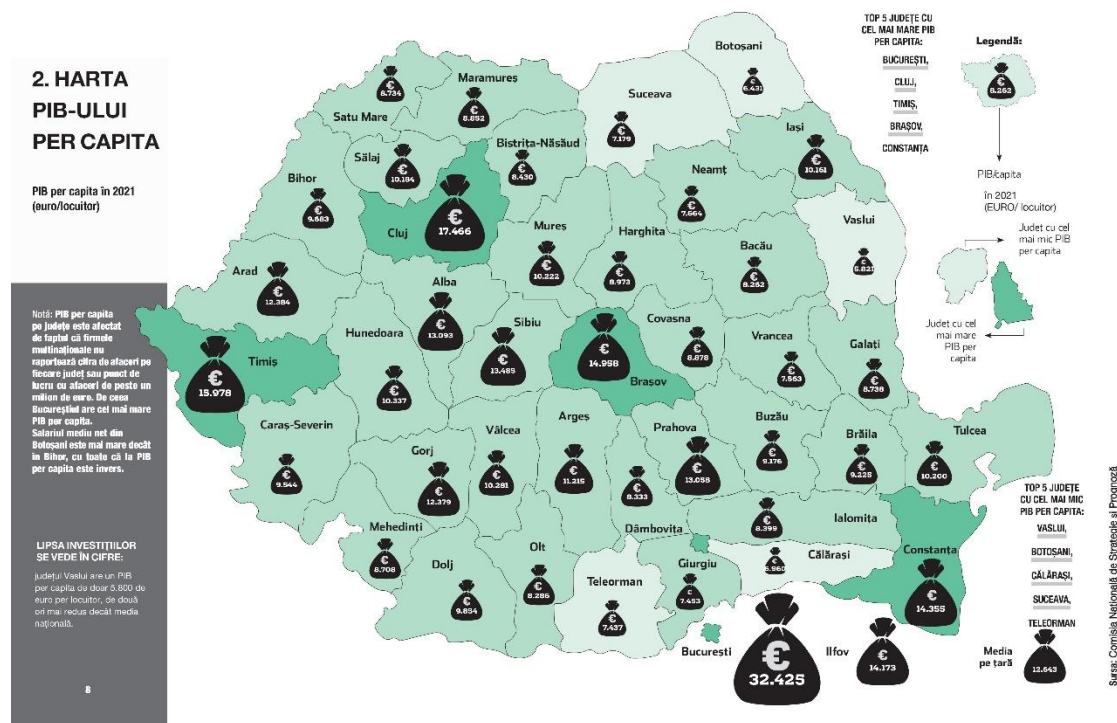 2. HARTA
PIB-ULUI
PER CAPITA
PIB per capita în 2021
(euro/locuitor)
Notă: PIB per capita
pe județe este afectat
de faptul că firmele
multinaționale nu
raportează cifra de afaceri pe
fiecare județ sau punct de
lucru cu afaceri de peste un
milion de euro. De ceea
Bucureștiul are cel mai mare
PIB per capita.
Salariul mediu net din
Botoșani este mai mare decât
în Bihor, cu toate că la PIB
per capita este invers.
LIPSA INVESTIȚIILOR
SE VEDE ÎN CIFRE:
județul Vaslui are un PIB
per capita de doar 5.800 de
euro per locuitor, de două
ori mai redus decât media
națională.
8
Satu Mare
€
8.734
Maramureș
€
8.852
Suceava
€
7.179
Botoșani
€
6.431
Iași
€
10.161
Sălaj
€
10.184
Bistrița-Năsăud
€
8.430
Bihor
€
9.683
Cluj
€
17.466
Mureș
€
10.222
Harghita
€
8.973
Neamț
€
7.664
Bacău
€
8.262
Vaslui
€
5.821
Arad
€
12.384
Alba
€
13.093
Hunedoara
€
10.337
Sibiu
€
13.485
Brașov
€
14.958
Covasna
€
8.878
Vrancea
€
7.563
Galați
€
8.738
Timiș
€
15.978
Caraș-Severin
€
9.544
Gorj
€
12.379
Vâlcea
€
10.281
Argeș
€
11.215
Dâmbovița
€
8.333
Prahova
€
13.058
Buzău
€
9.176
Brăila
€
9.225
Tulcea
€
10.200
Mehedinți
€
8.708
Dolj
€
9.854
Olt
€
8.286
Teleorman
€
7.437
Giurgiu
€
7.453
Ialomița
€
8.399
Călărași
€
6.960
Constanța
€
14.355
București
€
32.425
Ilfov
€
14.173
Media
pe țară
€
12.643
TOP 5 JUDEȚE CU
CEL MAI MARE PIB
PER CAPITA:
BUCUREȘTI,
CLUJ,
TIMIȘ,
BRAȘOV,
CONSTANȚA
Legendă:
€
8.262
PIB/capita
în 2021
(EURO/ locuitor)
Județ cu cel
mai mic PIB
per capita
Județ cu cel
mai mare PIB per
capita
TOP 5 JUDEȚE
CU CEL MAI MIC
PIB PER CAPITA:
VASLUI,
BOTOȘANI,
CĂLĂRAȘI,
SUCEAVA,
TELEORMAN
Sursa: Comisia Națională de Strategie și Prognoză